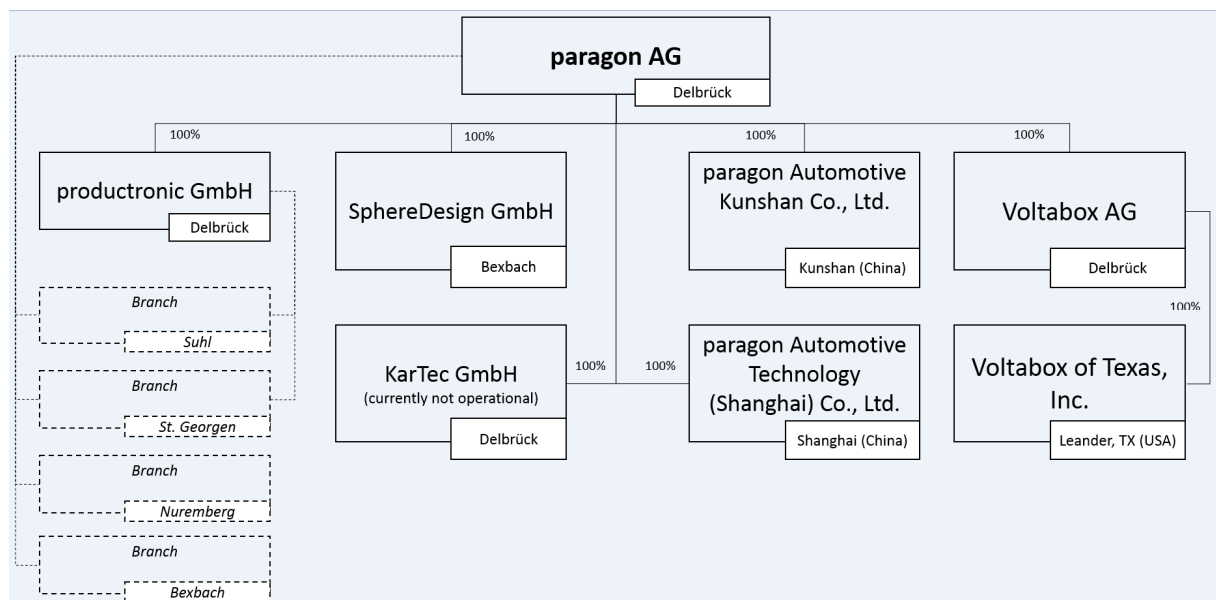 paragon AG
Delbrück
100%
100%
100%
100%
productronic GmbH
Delbrück
SphereDesign GmbH
Bexbach
paragon Automotive
Kunshan Co., Ltd.
Kunshan (China)
Voltabox AG
Delbrück
100%
Branch
Suhl
KarTec GmbH
(currently not operational)
Delbrück
100%
100%
paragon Automotive
Technology
(Shanghai) Co., Ltd.
Shanghai (China)
Voltabox of Texas,
Inc.
Leander, TX (USA)
Branch
St. Georgen
Branch
Nuremberg
Branch
Bexbach